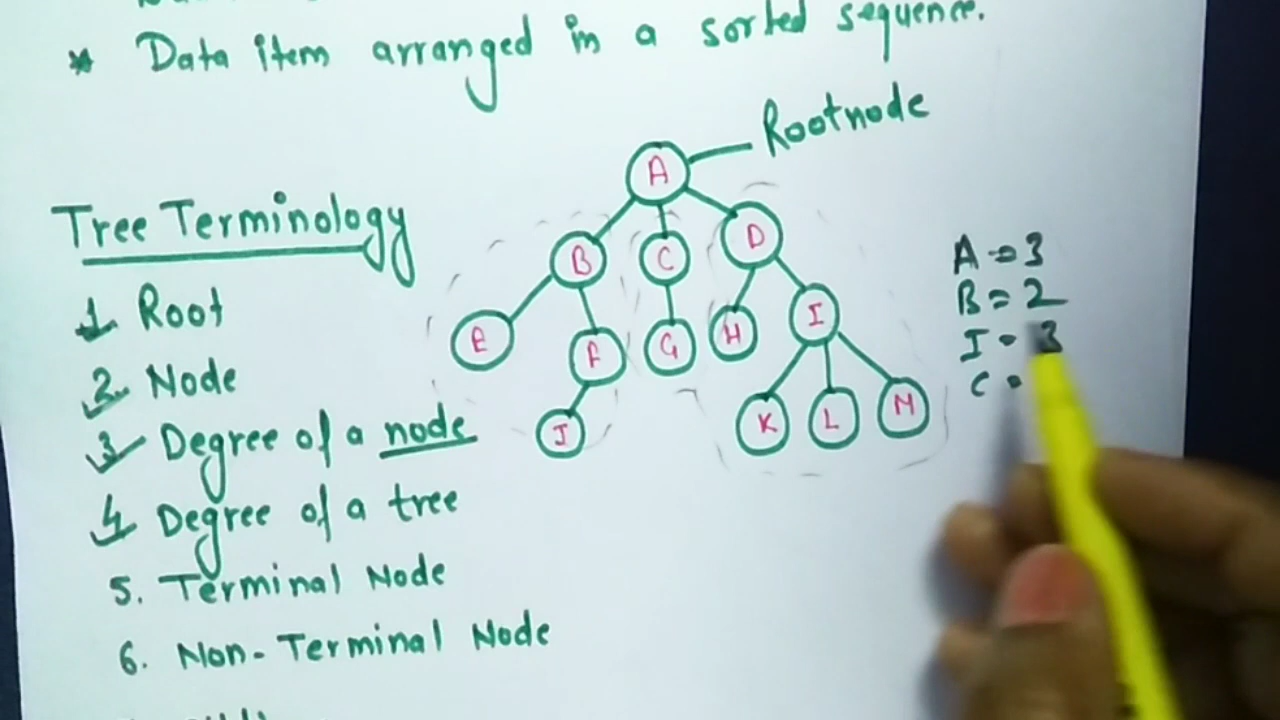 * Data item arranged in a sorted sequence.
Rootnode
A
Tree Terminology
B C D
A = 3
B = 2
1. Root
E F G H I
I = 3
2. Node
C =
K L M
3. Degree of a node
J
4. Degree of a tree
5. Terminal Node
6. Non-Terminal Node